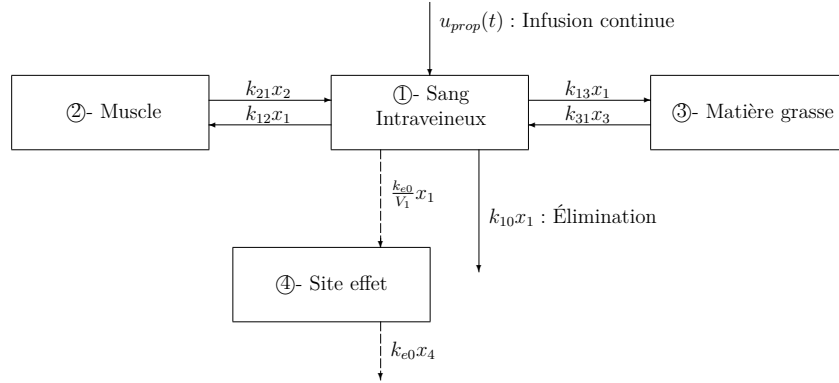 u_{prop}(t) : Infusion continue
②- Muscle
k_{21}x_2
k_{12}x_1
①- Sang
Intraveineux
k_{13}x_1
k_{31}x_3
③- Matière grasse
\frac{k_{e0}}{V_1}x_1
k_{10}x_1 : Élimination
④- Site effet
k_{e0}x_4